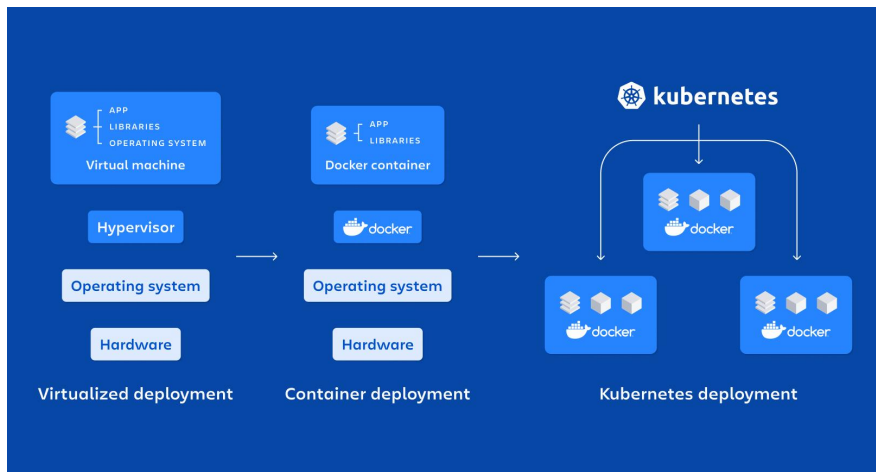 APP
LIBRARIES
OPERATING SYSTEM
Virtual machine
Hypervisor
Operating system
Hardware
Virtualized deployment
APP
LIBRARIES
Docker container
docker
Operating system
Hardware
Container deployment
kubernetes
docker
docker
docker
Kubernetes deployment